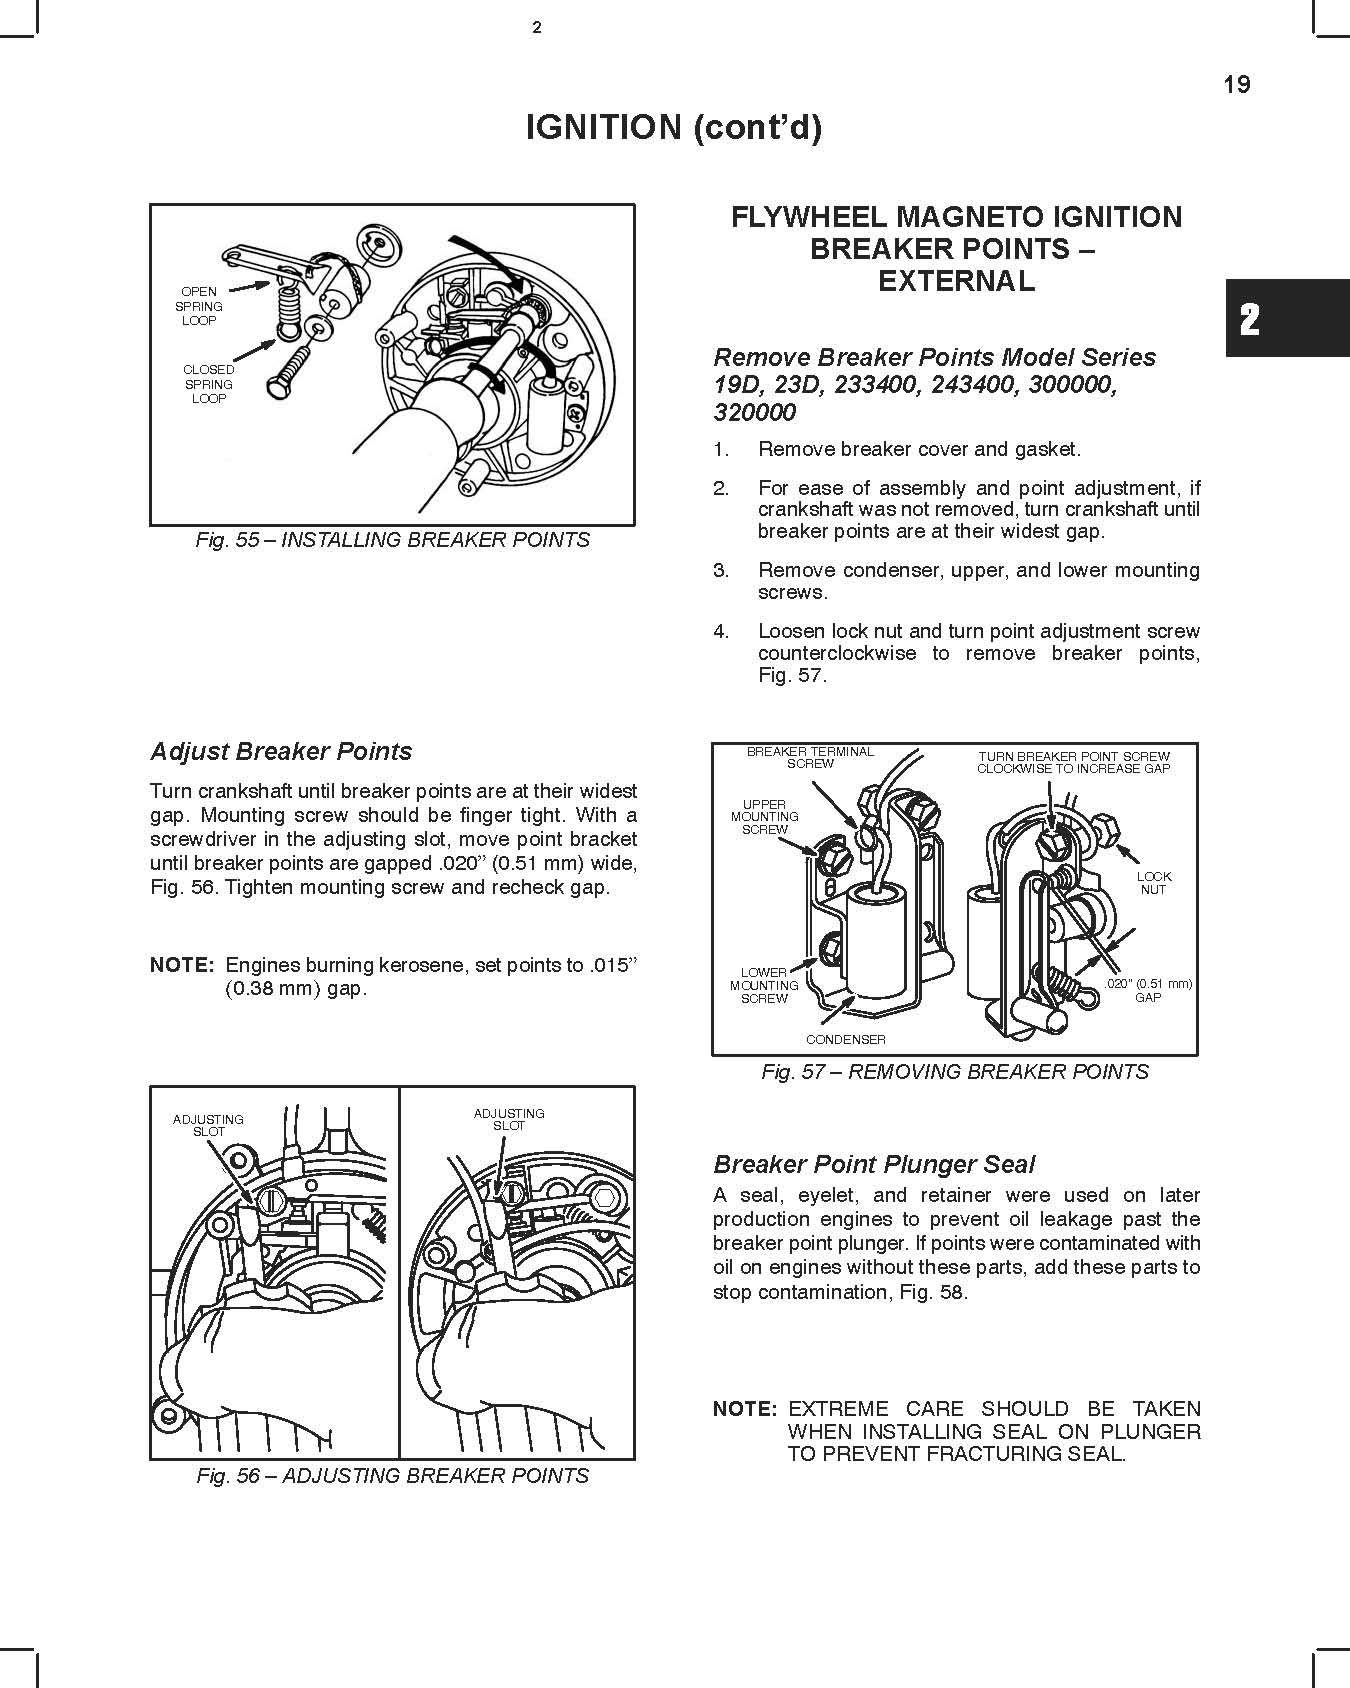 2
19
IGNITION (cont’d)
OPEN
SPRING
LOOP
CLOSED
SPRING
LOOP
Fig. 55 – INSTALLING BREAKER POINTS
Adjust Breaker Points
Turn crankshaft until breaker points are at their widest
gap. Mounting screw should be finger tight. With a
screwdriver in the adjusting slot, move point bracket
until breaker points are gapped .020” (0.51 mm) wide,
Fig. 56. Tighten mounting screw and recheck gap.
NOTE: Engines burning kerosene, set points to .015”
(0.38 mm) gap.
ADJUSTING
SLOT
ADJUSTING
SLOT
Fig. 56 – ADJUSTING BREAKER POINTS
FLYWHEEL MAGNETO IGNITION
BREAKER POINTS –
EXTERNAL
2
Remove Breaker Points Model Series
19D, 23D, 233400, 243400, 300000,
320000
1. Remove breaker cover and gasket.
2. For ease of assembly and point adjustment, if
crankshaft was not removed, turn crankshaft until
breaker points are at their widest gap.
3. Remove condenser, upper, and lower mounting
screws.
4. Loosen lock nut and turn point adjustment screw
counterclockwise to remove breaker points,
Fig. 57.
BREAKER TERMINAL
SCREW
TURN BREAKER POINT SCREW
CLOCKWISE TO INCREASE GAP
UPPER
MOUNTING
SCREW
LOCK
NUT
LOWER
MOUNTING
SCREW
.020” (0.51 mm)
GAP
CONDENSER
Fig. 57 – REMOVING BREAKER POINTS
Breaker Point Plunger Seal
A seal, eyelet, and retainer were used on later
production engines to prevent oil leakage past the
breaker point plunger. If points were contaminated with
oil on engines without these parts, add these parts to
stop contamination, Fig. 58.
NOTE: EXTREME CARE SHOULD BE TAKEN
WHEN INSTALLING SEAL ON PLUNGER
TO PREVENT FRACTURING SEAL.